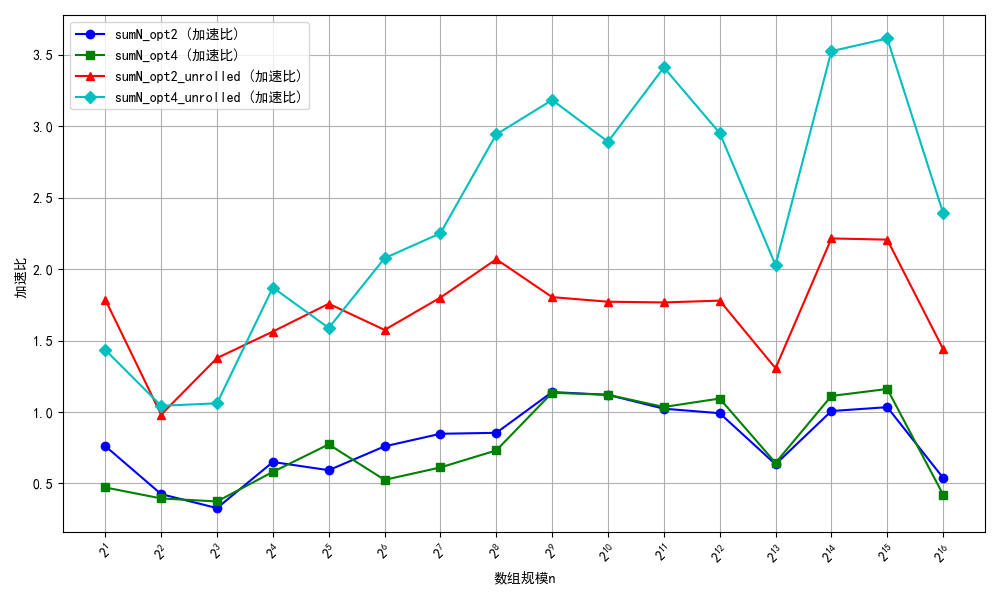 sumN_opt2 (加速比)
sumN_opt4 (加速比)
sumN_opt2_unrolled (加速比)
sumN_opt4_unrolled (加速比)
3.5
3.0
2.5
2.0
1.5
1.0
0.5
加速比
2¹ 2² 2³ 2⁴ 2⁵ 2⁶ 2⁷ 2⁸ 2⁹ 2¹⁰ 2¹¹ 2¹² 2¹³ 2¹⁴ 2¹⁵ 2¹⁶
数组规模n